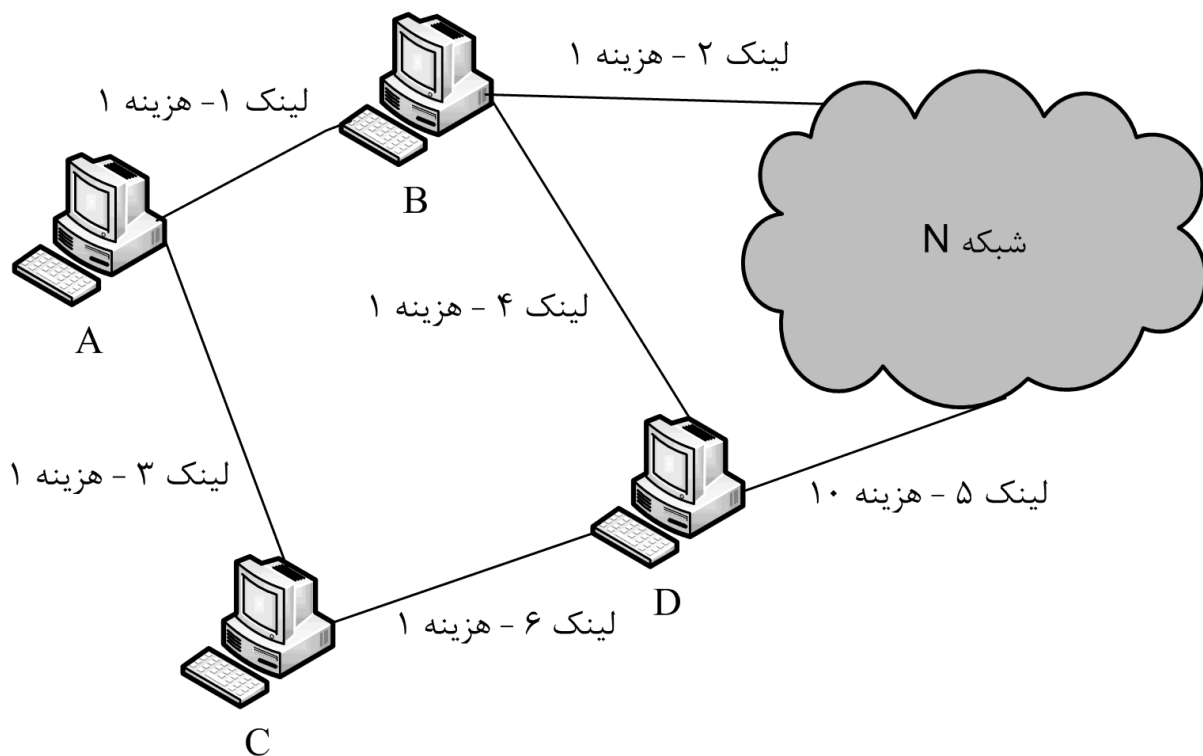 لینک ۲ - هزینه ۱
لینک ۱- هزینه ۱
B
شبکه N
A
لینک ۴ - هزینه ۱
لینک ۳ - هزینه ۱
لینک ۵ - هزینه ۱۰
D
لینک ۶ - هزینه ۱
C